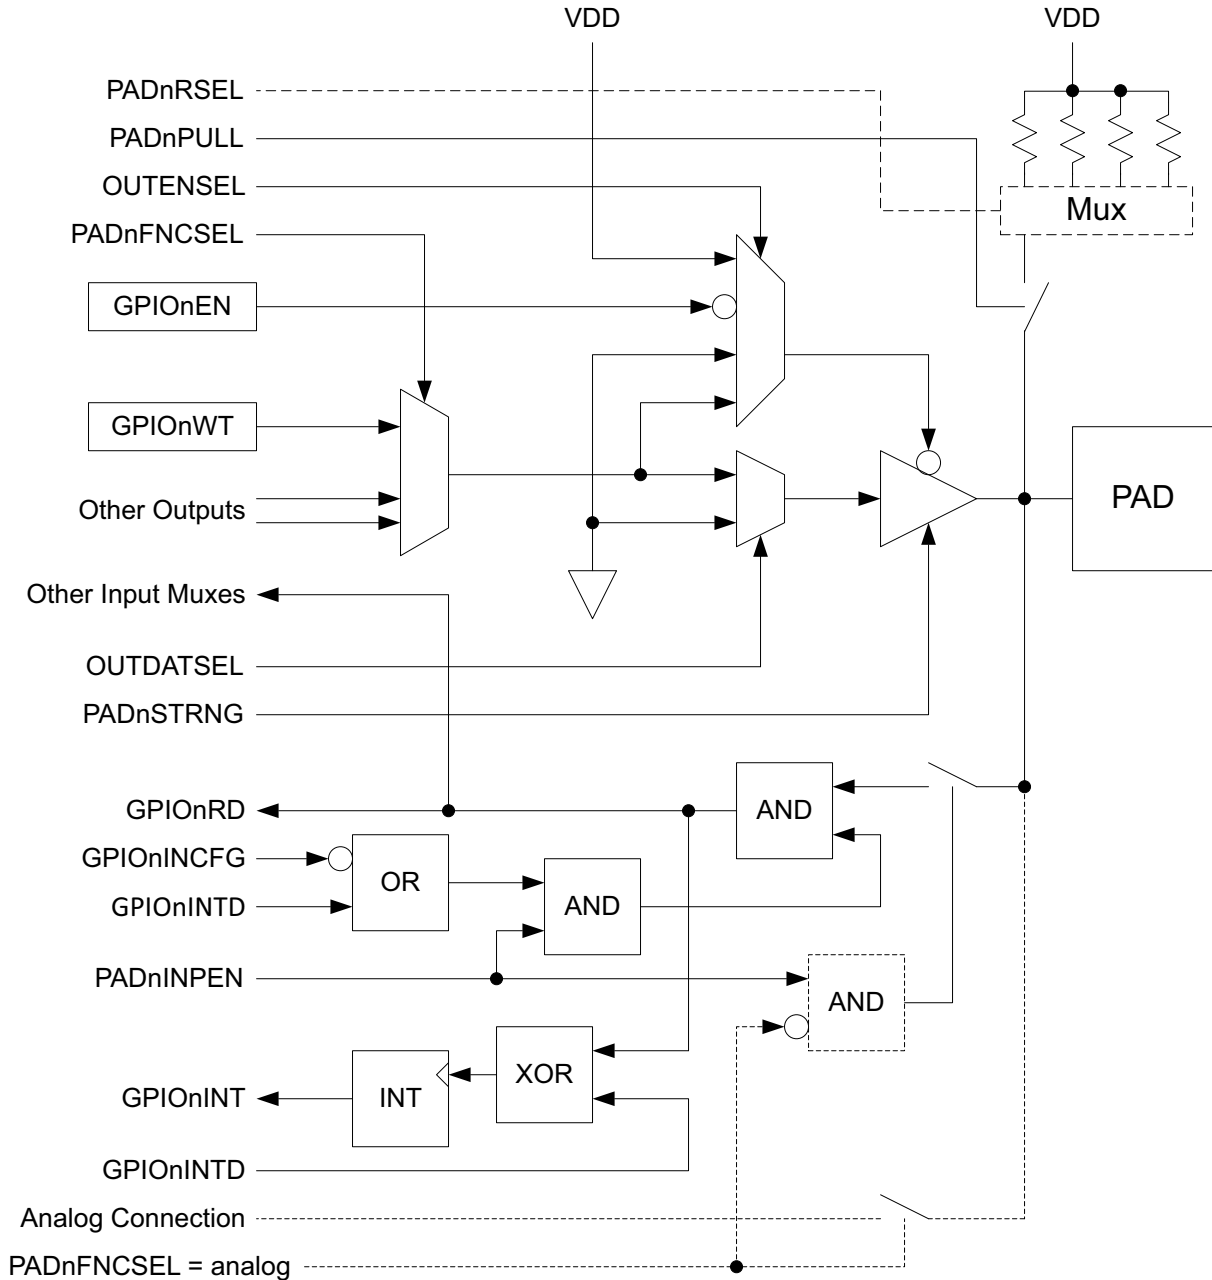 VDD
VDD
PADnRSEL
PADnPULL
OUTENSEL
Mux
PADnFNCSEL
GPIOnEN
GPIOnWT
PAD
Other Outputs
Other Input Muxes
OUTDATSEL
PADnSTRNG
GPIOnRD
AND
GPIOnINCFG
OR
GPIOnINTD
AND
PADnINPEN
AND
XOR
GPIOnINT
INT
GPIOnINTD
Analog Connection
PADnFNCSEL = analog